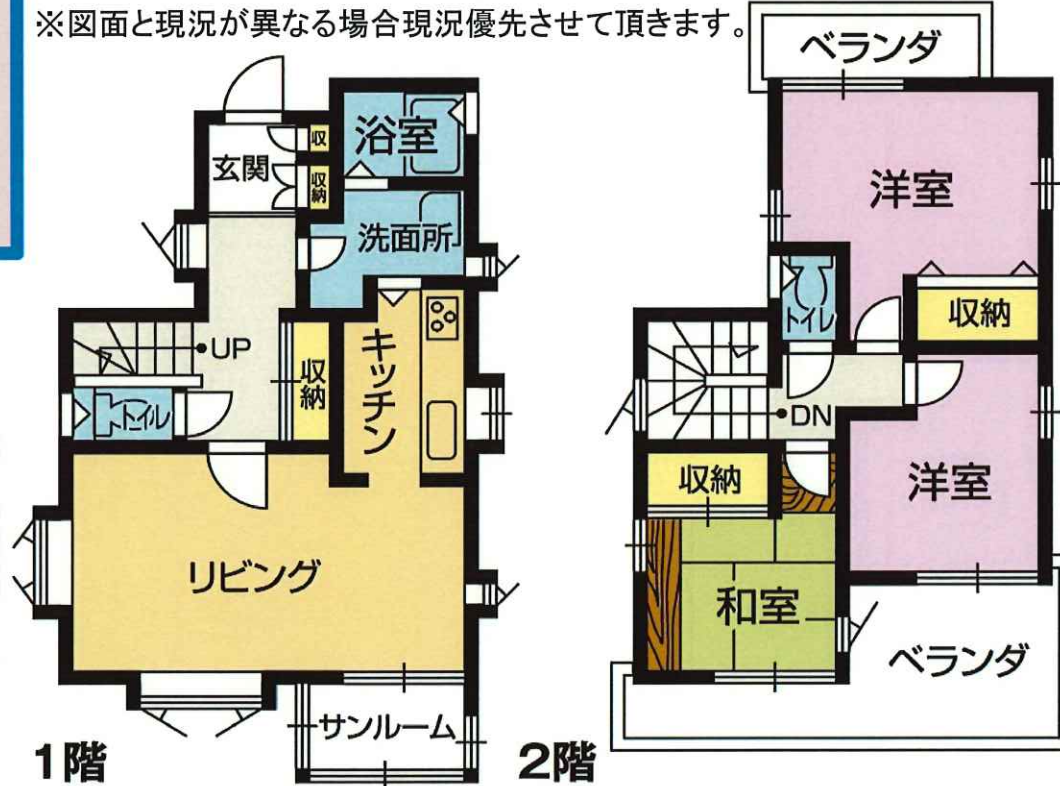 ※図面と現況が異なる場合現況優先させて頂きます。
浴室
収
玄関
収納
洗面所
UP
収納
キッチン
トイレ
リビング
サンルーム
1階
ベランダ
洋室
トイレ
収納
DN
収納
洋室
和室
ベランダ
2階